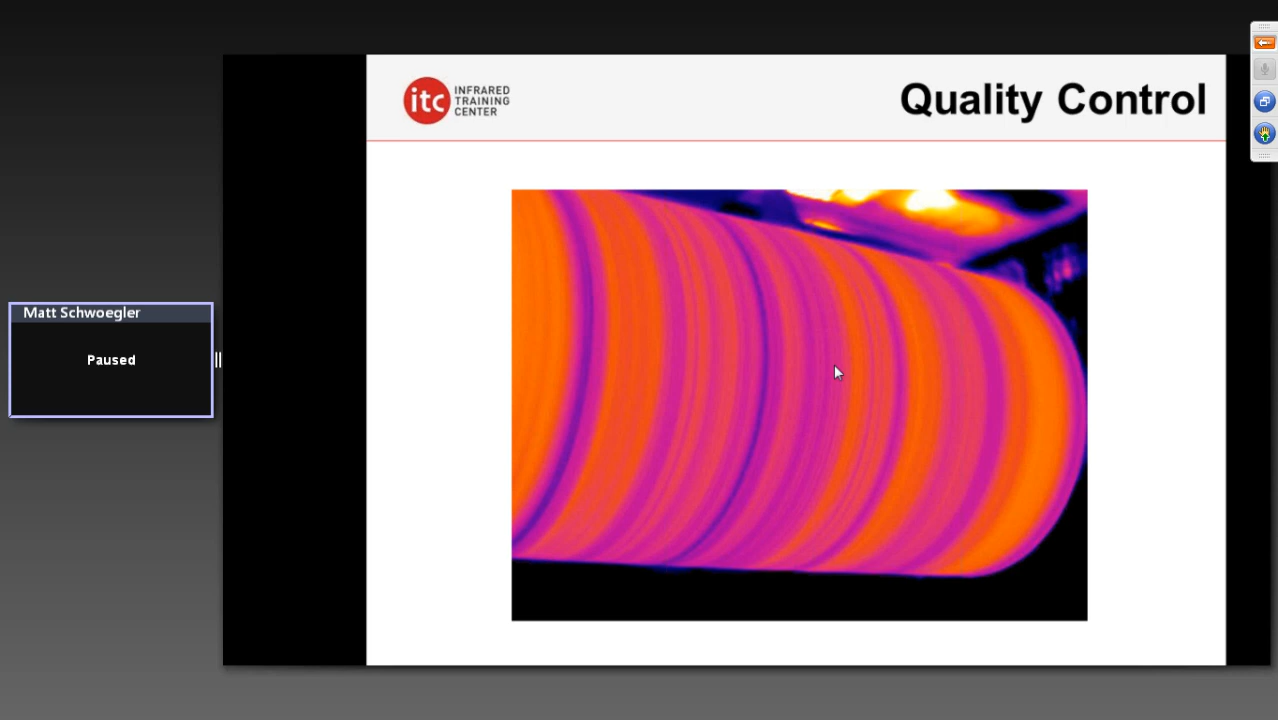 itc INFRARED
TRAINING
CENTER
Quality Control
Matt Schwoegler
Paused